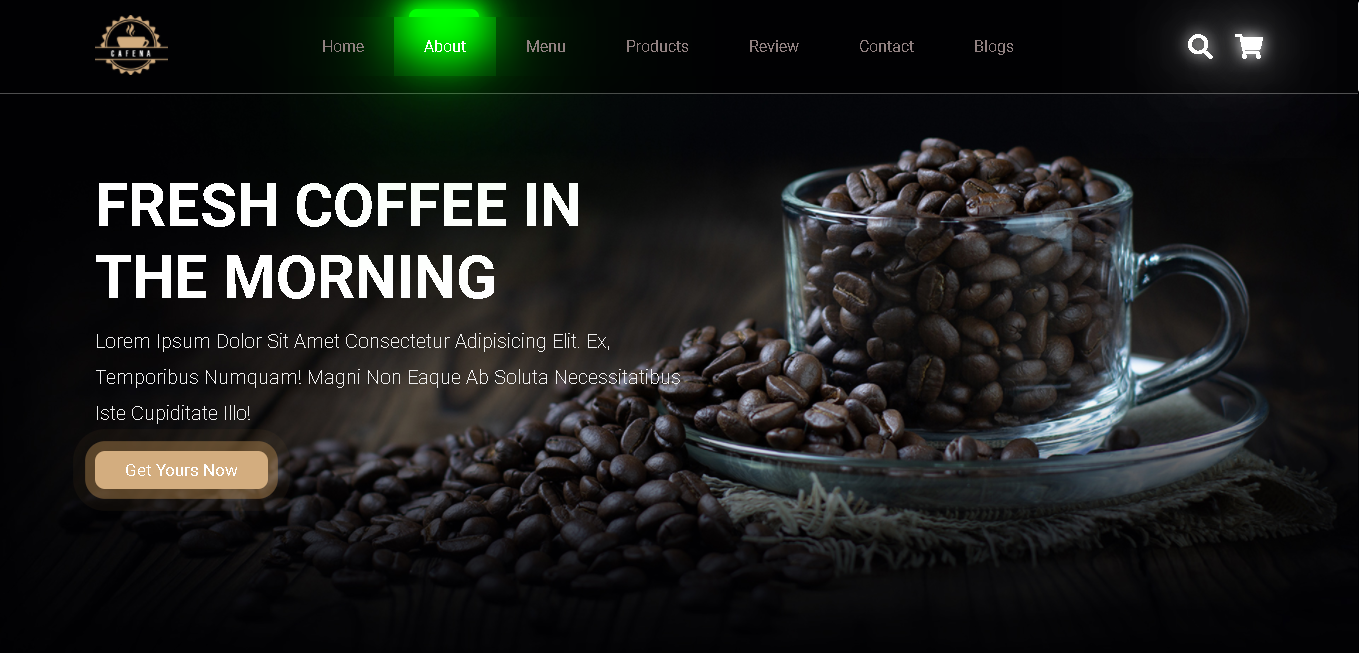 CAFENA
Home About Menu Products Review Contact Blogs
FRESH COFFEE IN
THE MORNING
Lorem Ipsum Dolor Sit Amet Consectetur Adipisicing Elit. Ex,
Temporibus Numquam! Magni Non Eaque Ab Soluta Necessitatibus
Iste Cupiditate Illo!
Get Yours Now